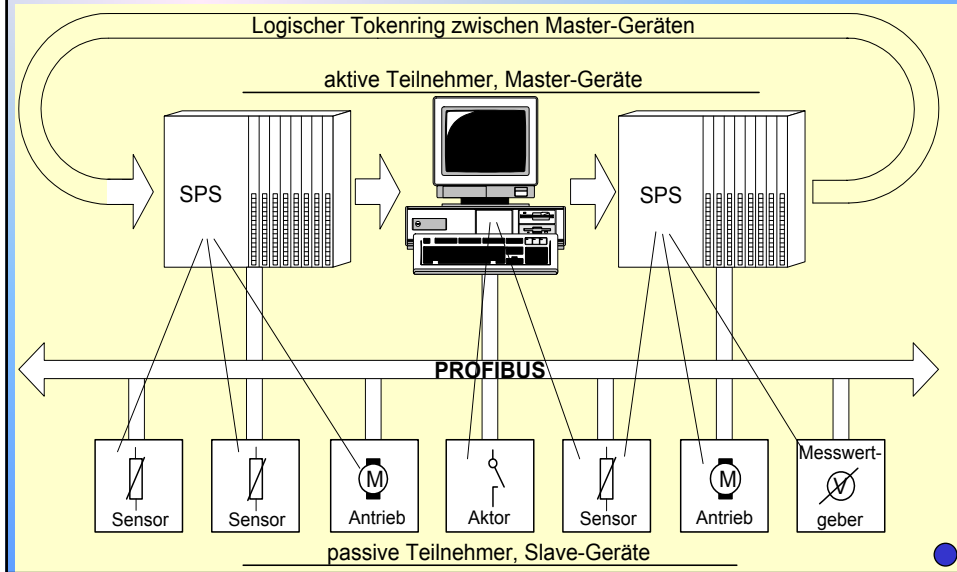 Logischer Tokenring zwischen Master-Geräten
aktive Teilnehmer, Master-Geräte
SPS
SPS
PROFIBUS
Sensor
Sensor
M
Antrieb
Aktor
Sensor
M
Antrieb
Messwert-
V
geber
passive Teilnehmer, Slave-Geräte